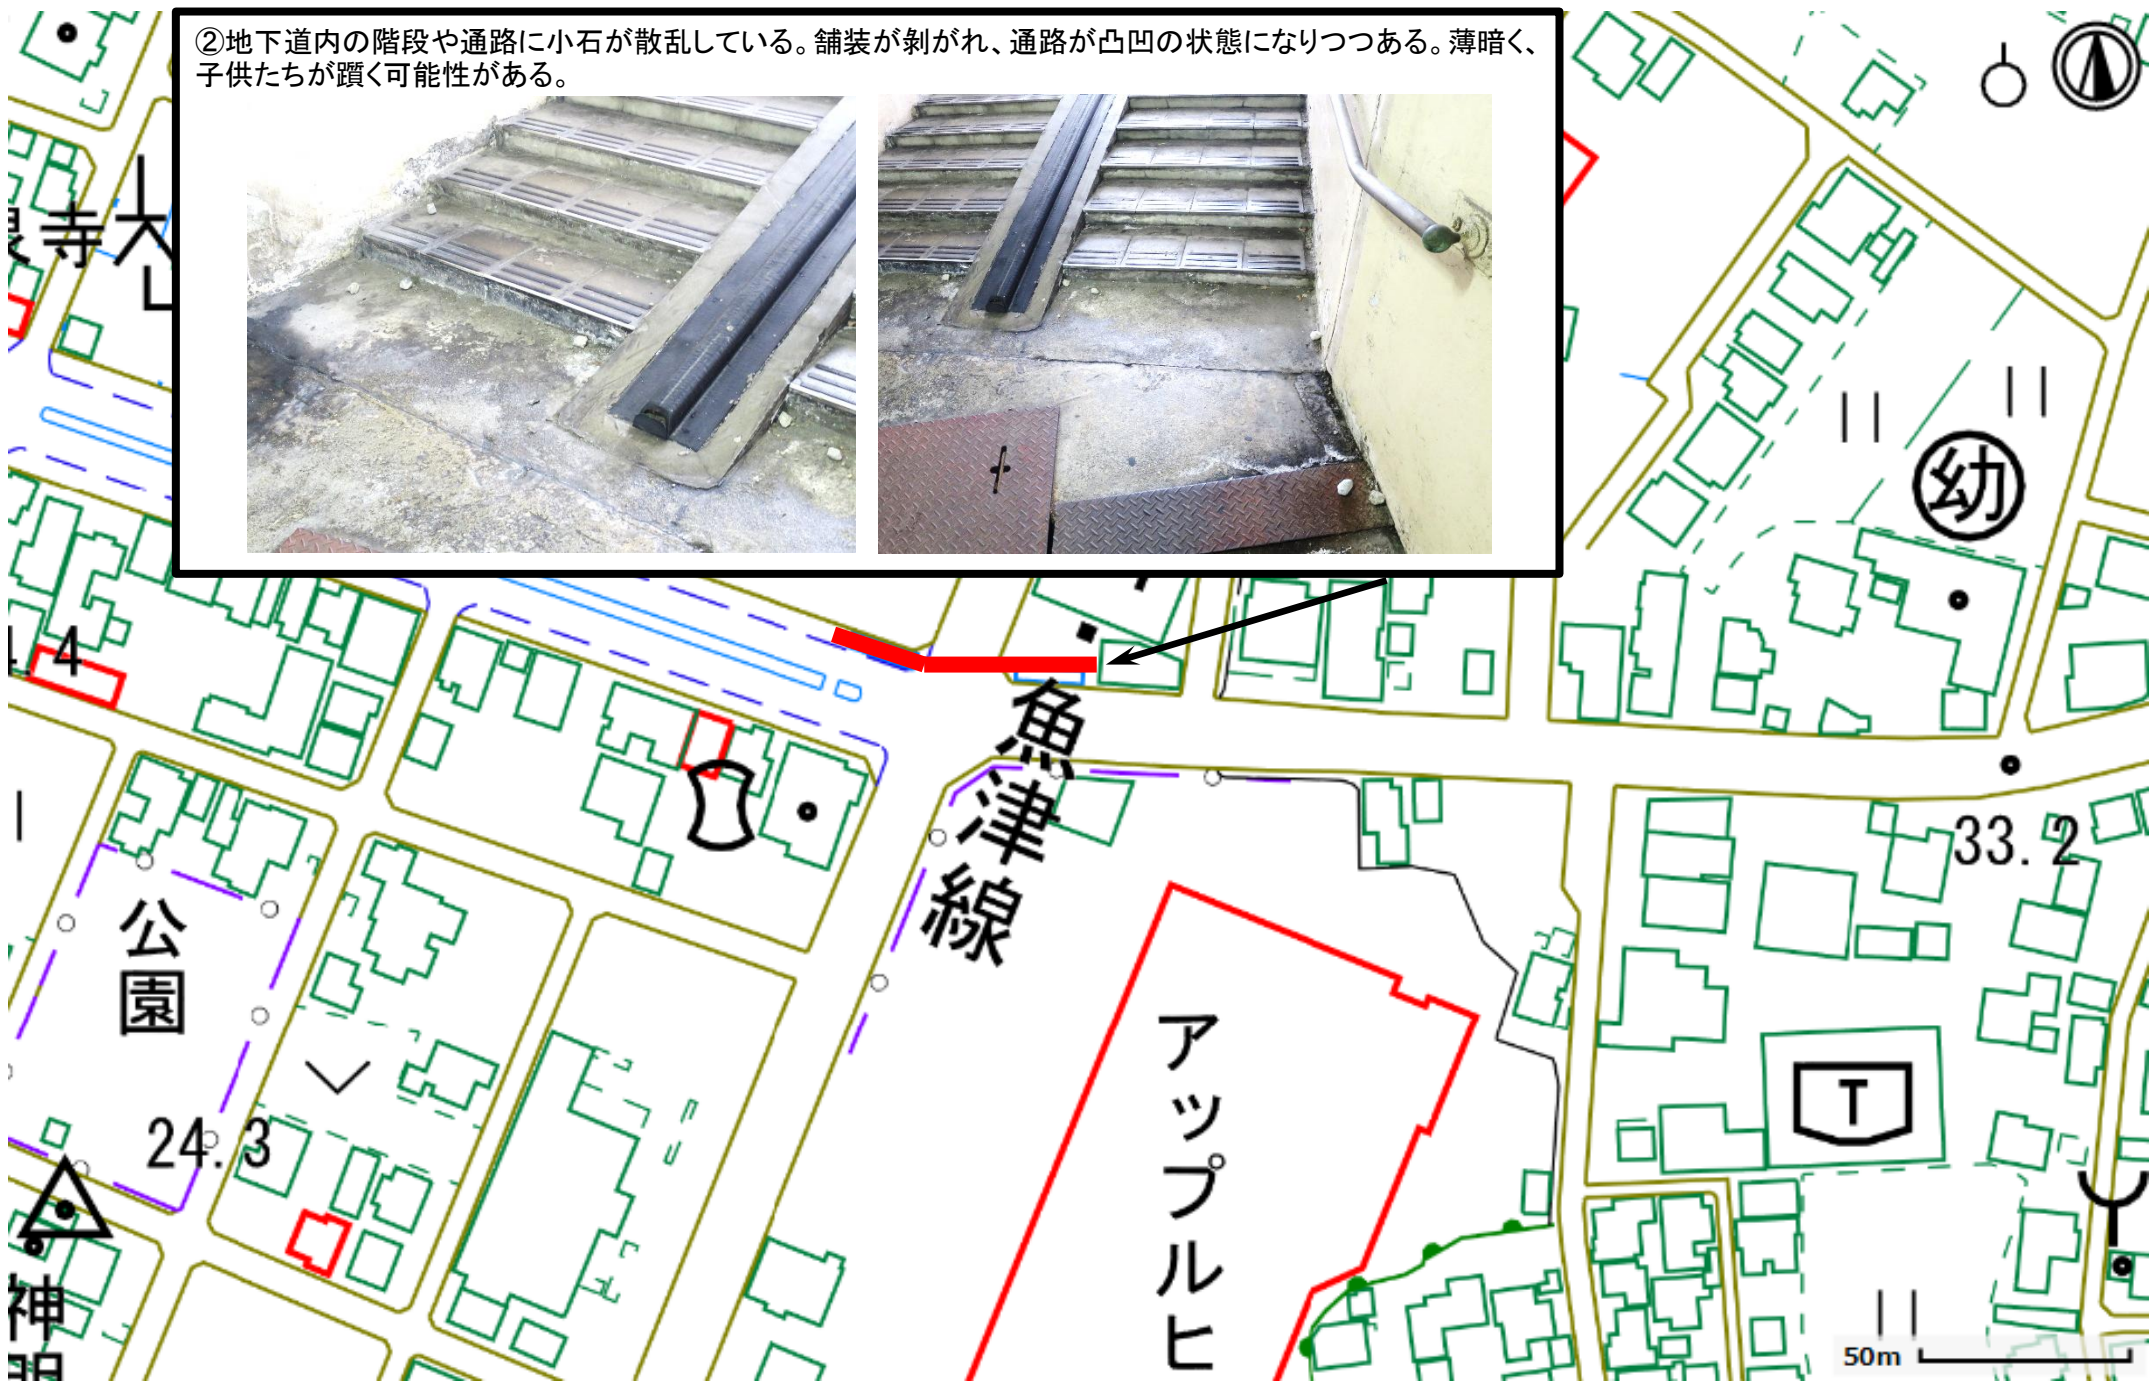 ②地下道内の階段や通路に小石が散乱している。舗装が剝がれ、通路が凸凹の状態になりつつある。薄暗く、
子供たちが躓く可能性がある。
寺
幼
4
魚津線
33.2
公園
アップルヒ
T
24.3
神明
50m